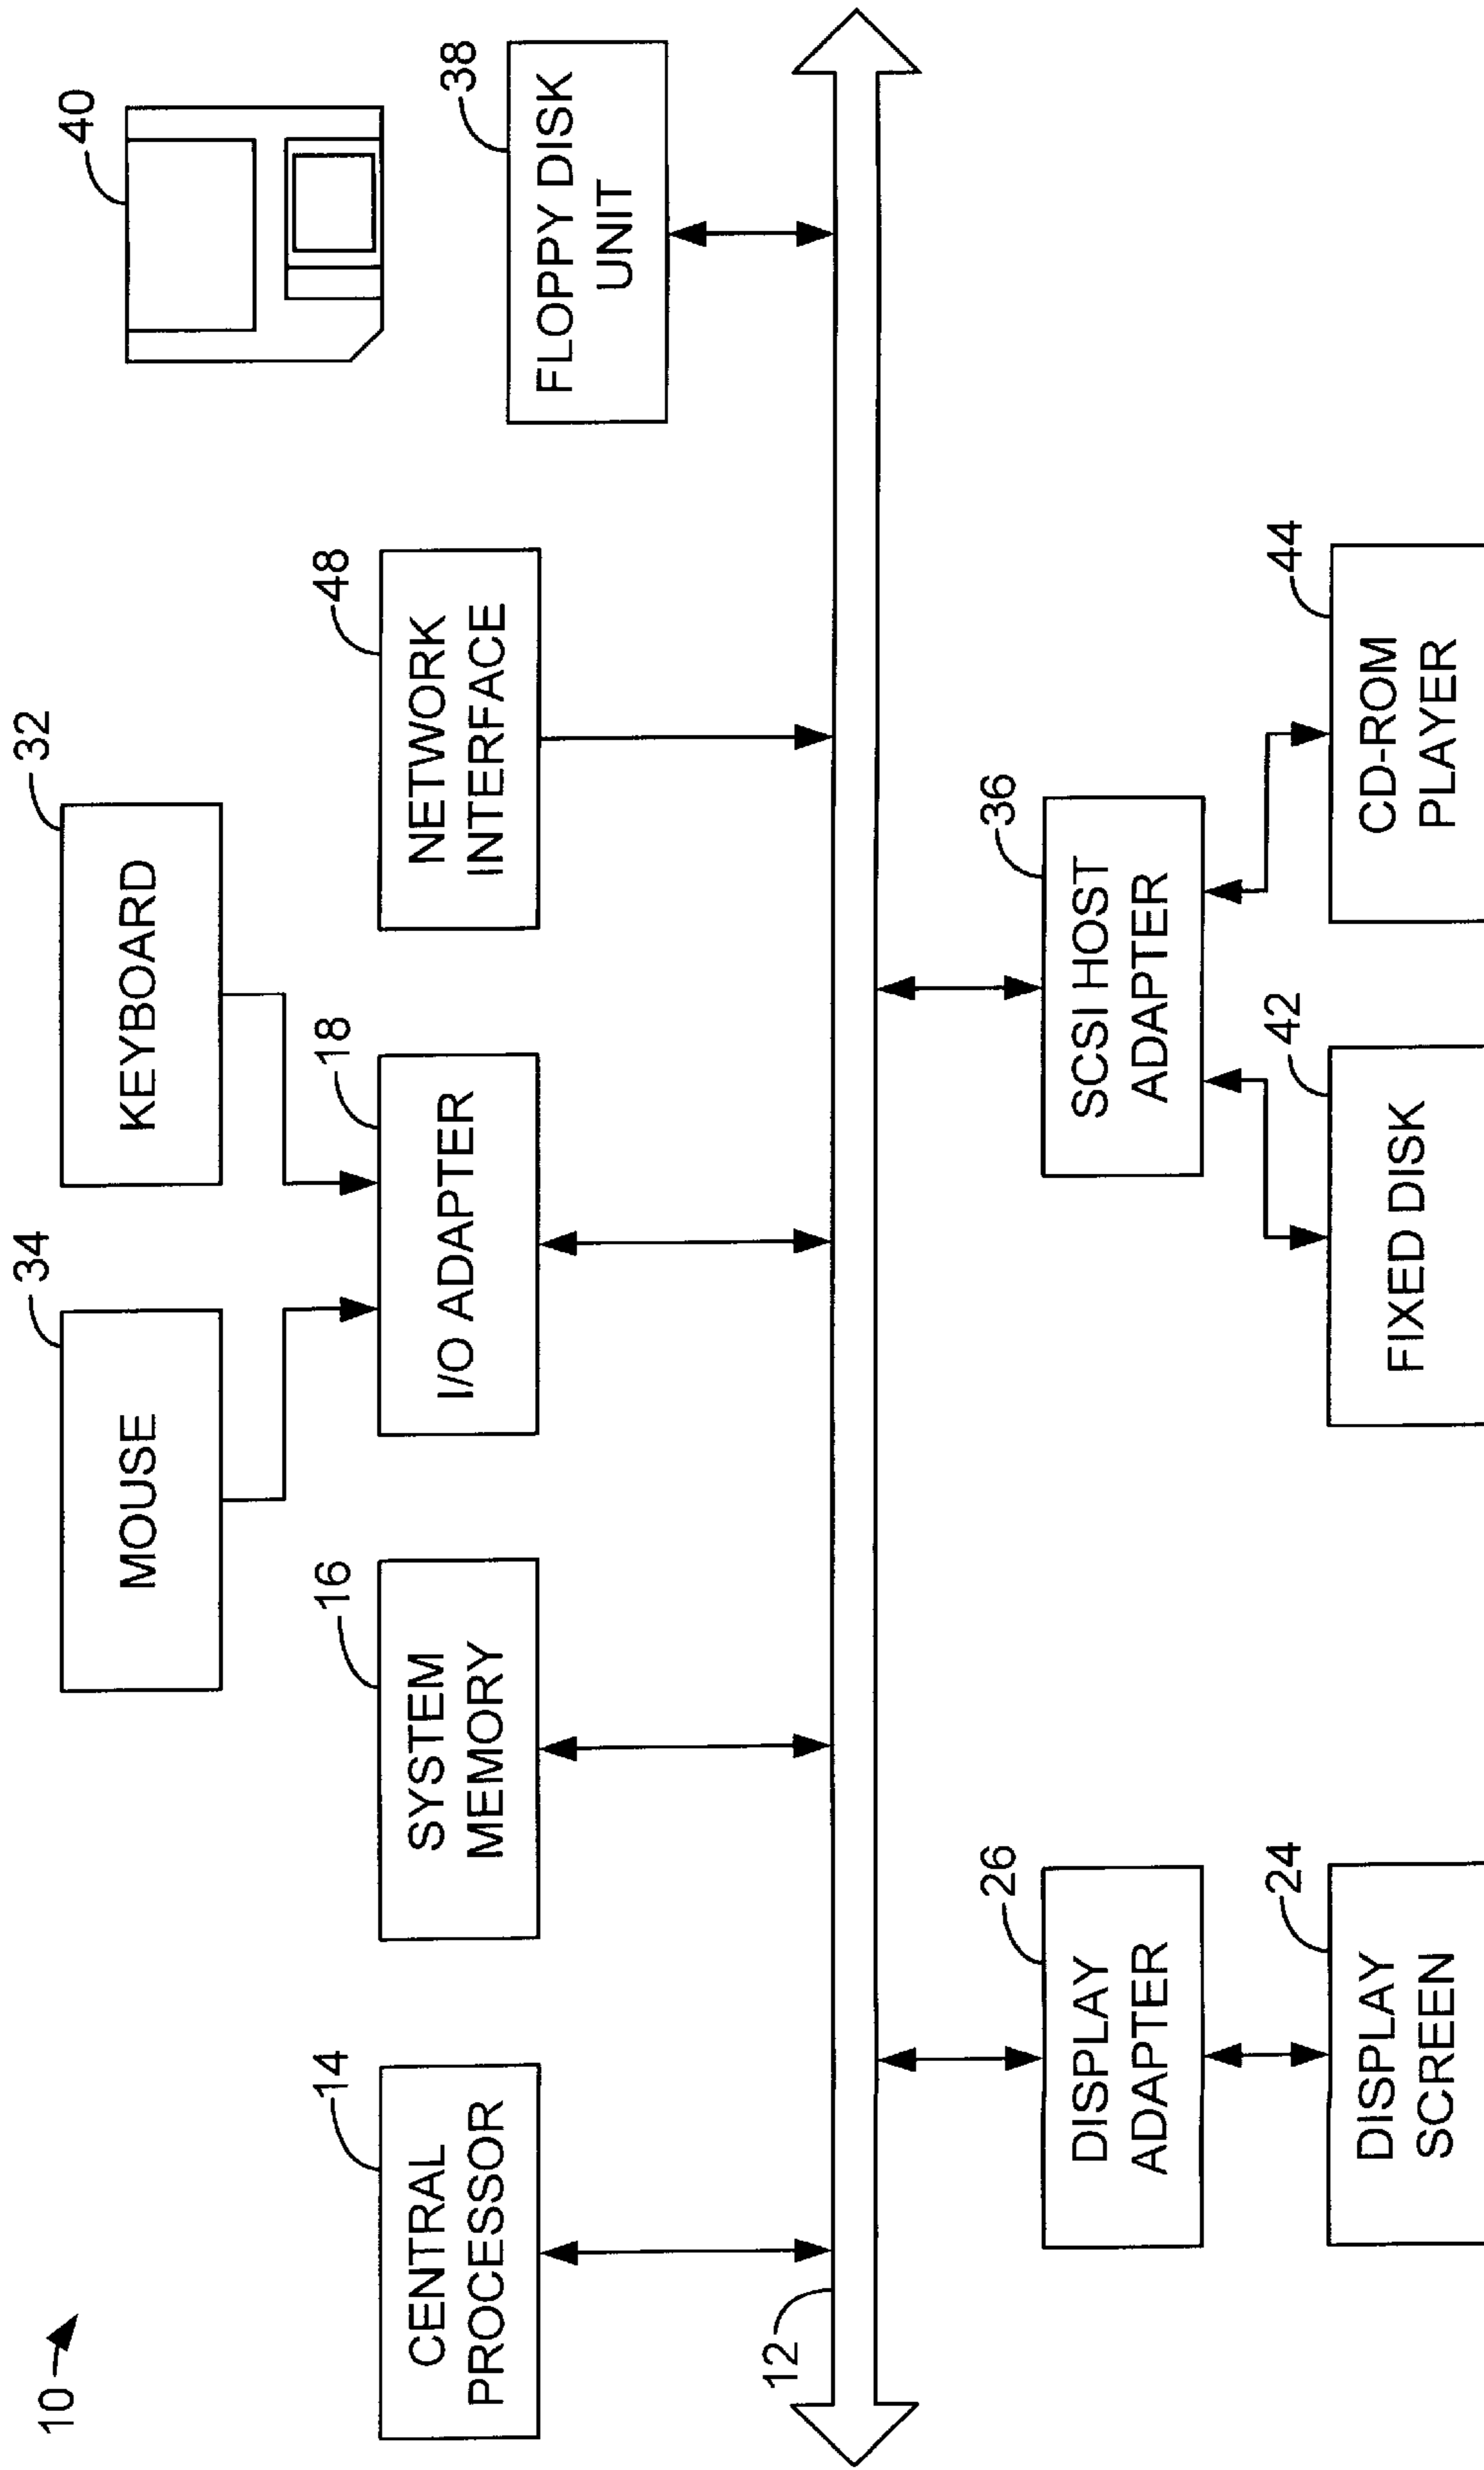 10
34
MOUSE
32
KEYBOARD
40
14
CENTRAL
PROCESSOR
16
SYSTEM
MEMORY
18
I/O ADAPTER
48
NETWORK
INTERFACE
38
FLOPPY DISK
UNIT
12
26
DISPLAY
ADAPTER
36
SCSI HOST
ADAPTER
24
DISPLAY
SCREEN
42
FIXED DISK
44
CD-ROM
PLAYER